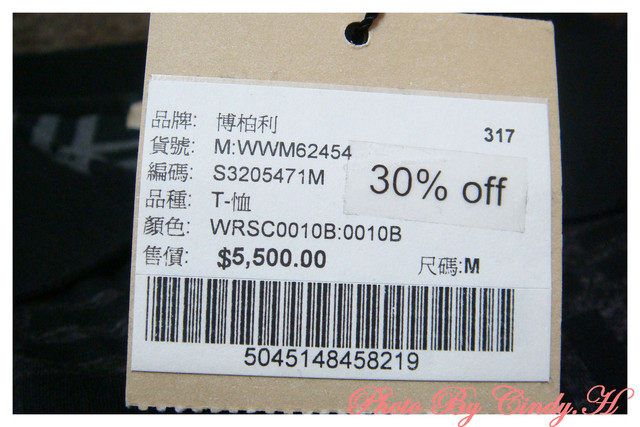 品牌: 博柏利
317
貨號: M:WWM62454
編碼: S3205471M
30% off
品種: T-恤
顏色: WRSC0010B:0010B
售價: $5,500.00 尺碼:M
5045148458219
Photo By Cindy.H